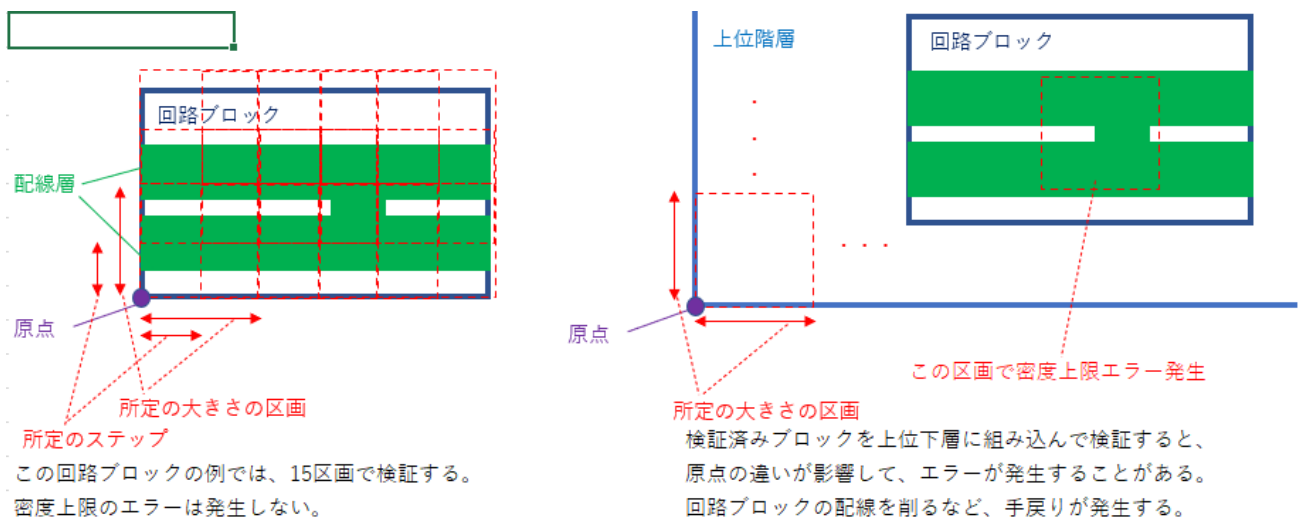 回路ブロック
配線層
原点
所定の大きさの区画
所定のステップ
この回路ブロックの例では、15区画で検証する。
密度上限のエラーは発生しない。
上位階層
回路ブロック
原点
この区画で密度上限エラー発生
所定の大きさの区画
検証済みブロックを上位下層に組み込んで検証すると、
原点の違いが影響して、エラーが発生することがある。
回路ブロックの配線を削るなど、手戻りが発生する。